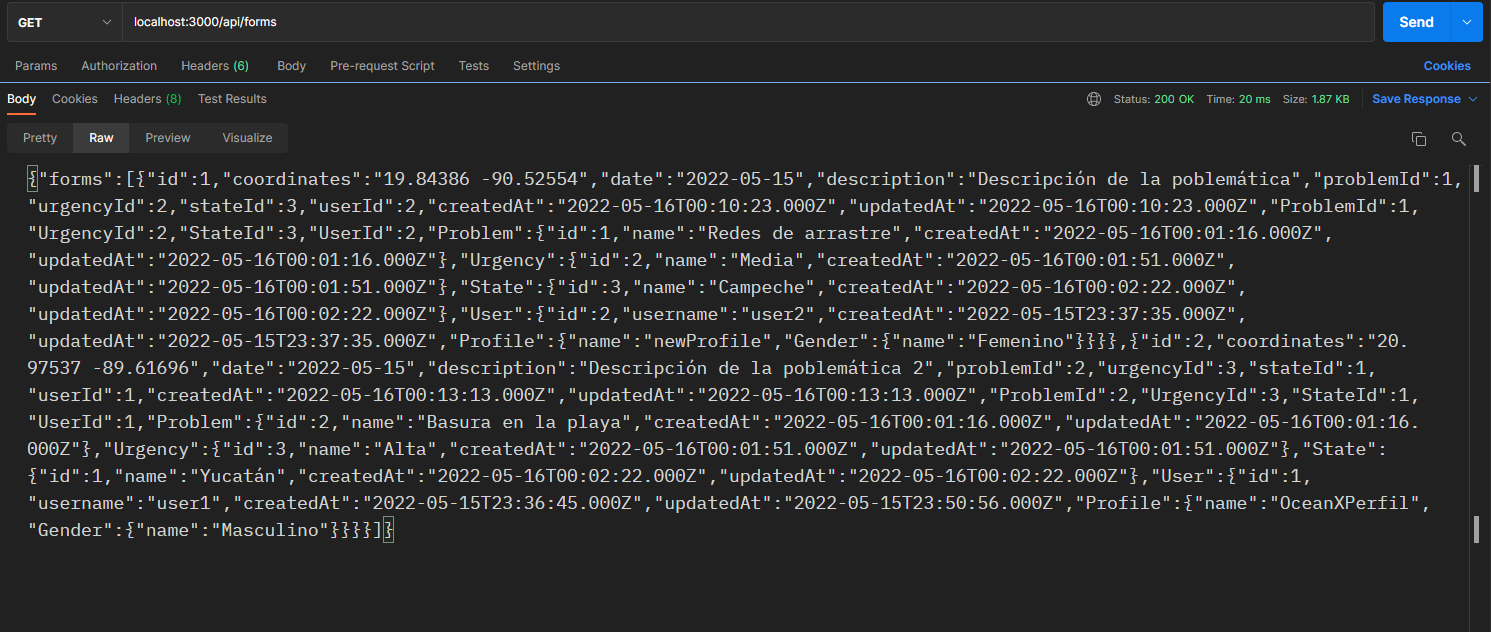 GET localhost:3000/api/forms Send
Params Authorization Headers (6) Body Pre-request Script Tests Settings Cookies
Body Cookies Headers (8) Test Results Status: 200 OK Time: 20 ms Size: 1.87 KB Save Response
Pretty Raw Preview Visualize
{"forms":[{"id":1,"coordinates":"19.84386 -90.52554","date":"2022-05-15","description":"Descripción de la poblemática","problemId":1,
"urgencyId":2,"stateId":3,"userId":2,"createdAt":"2022-05-16T00:10:23.000Z","updatedAt":"2022-05-16T00:10:23.000Z","ProblemId":1,
"UrgencyId":2,"StateId":3,"UserId":2,"Problem":{"id":1,"name":"Redes de arrastre","createdAt":"2022-05-16T00:01:16.000Z",
"updatedAt":"2022-05-16T00:01:16.000Z"},"Urgency":{"id":2,"name":"Media","createdAt":"2022-05-16T00:01:51.000Z",
"updatedAt":"2022-05-16T00:01:51.000Z"},"State":{"id":3,"name":"Campeche","createdAt":"2022-05-16T00:02:22.000Z",
"updatedAt":"2022-05-16T00:02:22.000Z"},"User":{"id":2,"username":"user2","createdAt":"2022-05-15T23:37:35.000Z",
"updatedAt":"2022-05-15T23:37:35.000Z","Profile":{"name":"newProfile","Gender":{"name":"Femenino"}}}},{"id":2,"coordinates":"20.
97537 -89.61696","date":"2022-05-15","description":"Descripción de la poblemática 2","problemId":2,"urgencyId":3,"stateId":1,
"userId":1,"createdAt":"2022-05-16T00:13:13.000Z","updatedAt":"2022-05-16T00:13:13.000Z","ProblemId":2,"UrgencyId":3,"StateId":1,
"UserId":1,"Problem":{"id":2,"name":"Basura en la playa","createdAt":"2022-05-16T00:01:16.000Z","updatedAt":"2022-05-16T00:01:16.
000Z"},"Urgency":{"id":3,"name":"Alta","createdAt":"2022-05-16T00:01:51.000Z","updatedAt":"2022-05-16T00:01:51.000Z"},"State":
{"id":1,"name":"Yucatán","createdAt":"2022-05-16T00:02:22.000Z","updatedAt":"2022-05-16T00:02:22.000Z"},"User":{"id":1,
"username":"user1","createdAt":"2022-05-15T23:36:45.000Z","updatedAt":"2022-05-15T23:50:56.000Z","Profile":{"name":"OceanXPerfil",
"Gender":{"name":"Masculino"}}}}]}